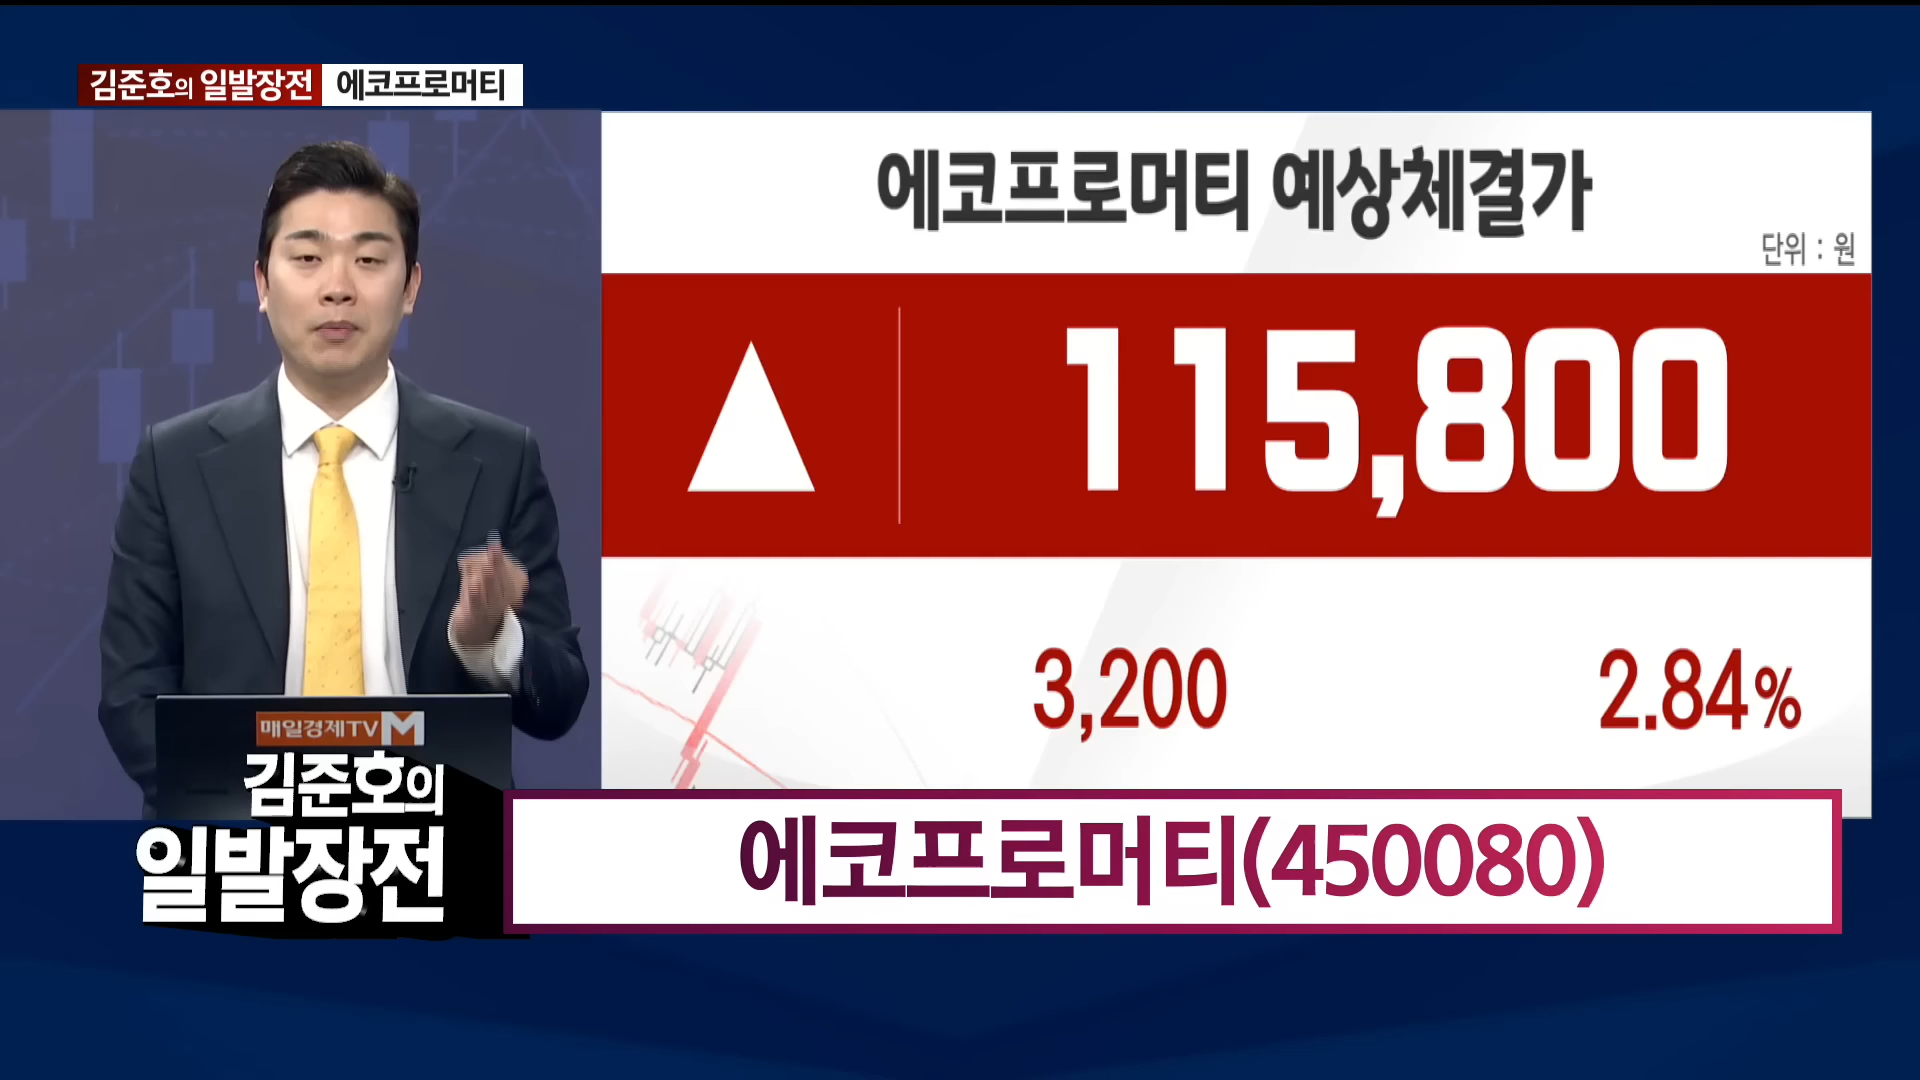 김준호의 일발장전 에코프로머티
에코프로머티 예상체결가
단위 : 원
▲ 115,800
3,200 2.84%
매일경제TV M
김준호의
일발장전
에코프로머티(450080)